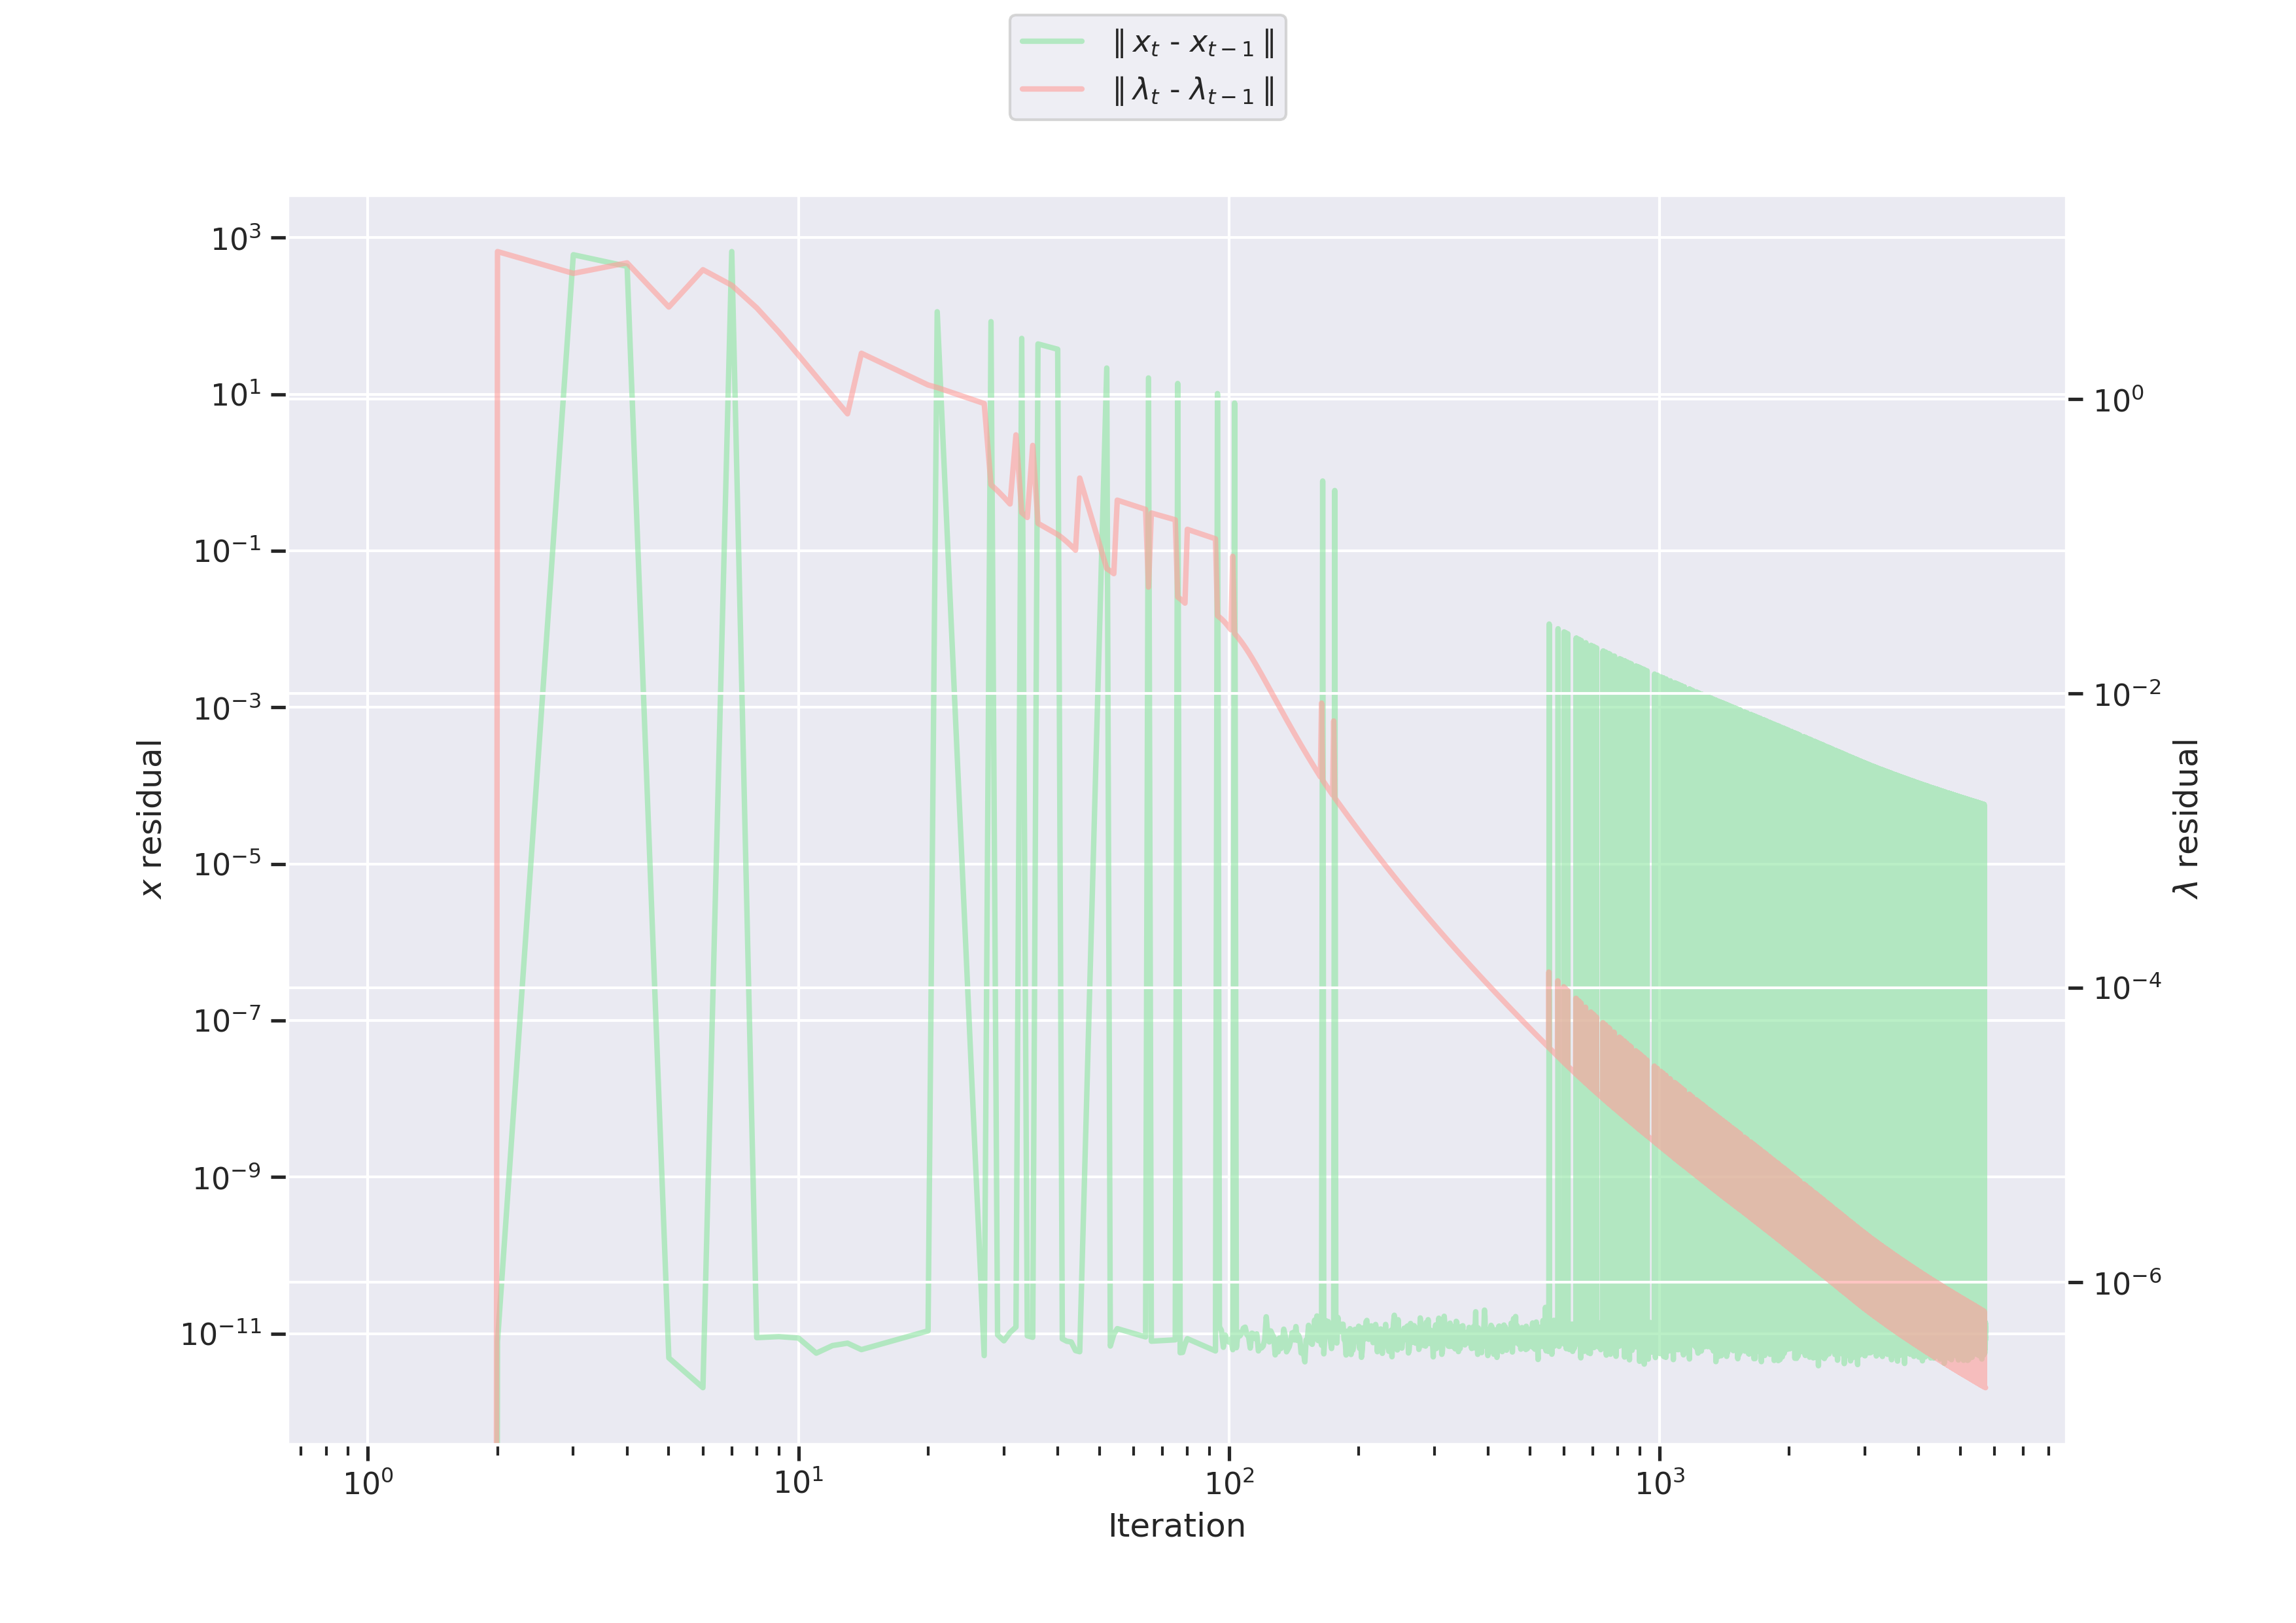 ‖ xₜ - xₜ₋₁ ‖
‖ λₜ - λₜ₋₁ ‖
10³
10¹
10⁻¹
10⁻³
10⁻⁵
10⁻⁷
10⁻⁹
10⁻¹¹
x residual
10⁰
10⁻²
10⁻⁴
10⁻⁶
λ residual
10⁰ 10¹ 10² 10³
Iteration